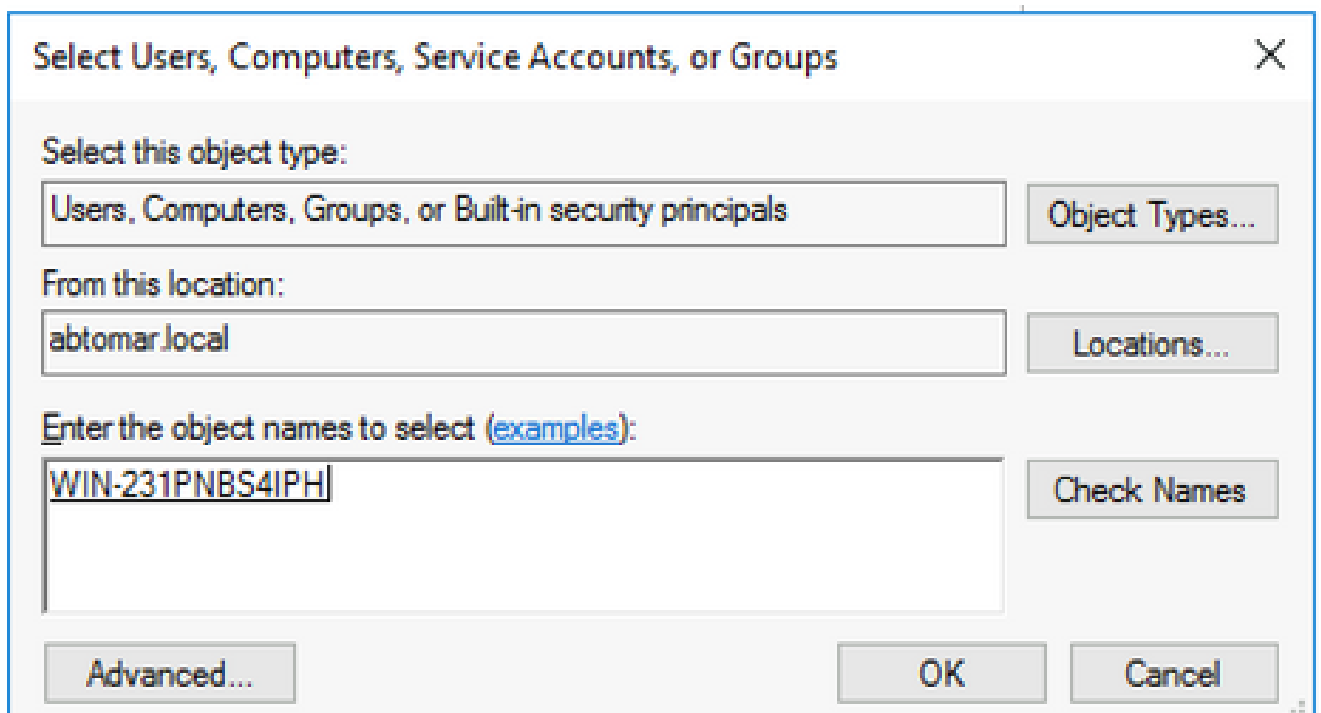 Select Users, Computers, Service Accounts, or Groups
Select this object type:
Users, Computers, Groups, or Built-in security principals
Object Types...
From this location:
abtomar.local
Locations...
Enter the object names to select (examples):
WIN-231PNBS4IPH
Check Names
Advanced...
OK
Cancel